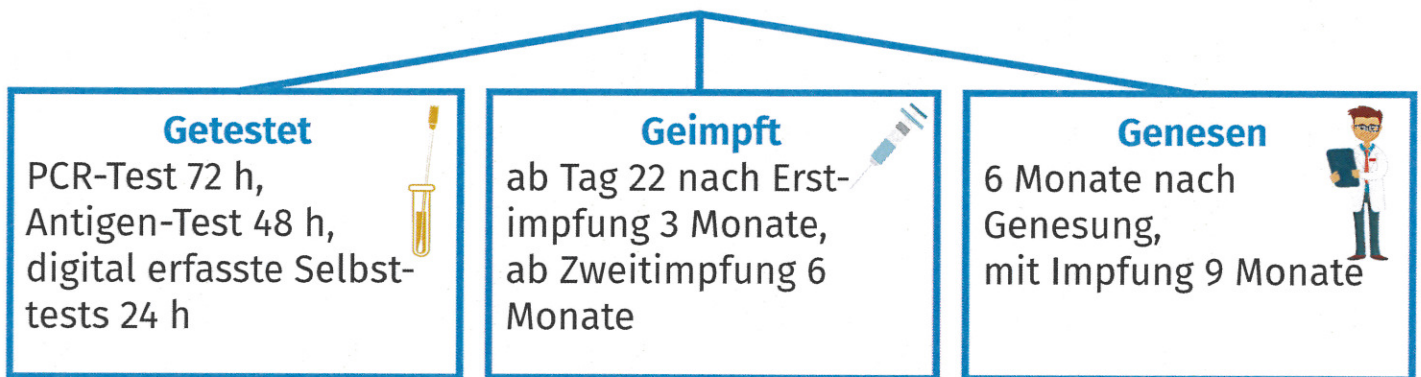 Getestet
PCR-Test 72 h,
Antigen-Test 48 h,
digital erfasste Selbst-
tests 24 h
Geimpft
ab Tag 22 nach Erst-
impfung 3 Monate,
ab Zweitimpfung 6
Monate
Genesen
6 Monate nach
Genesung,
mit Impfung 9 Monate